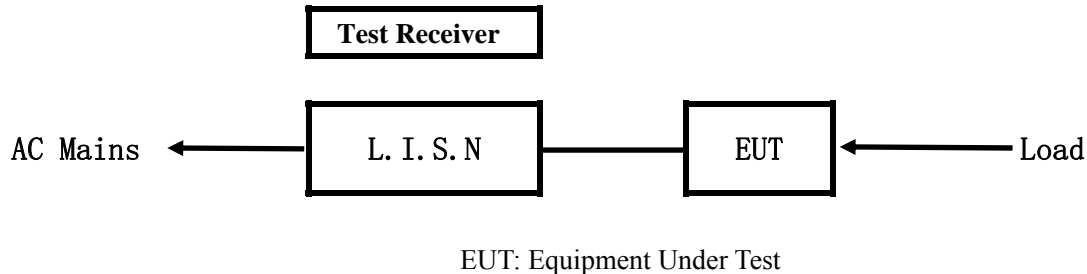 Test Receiver
AC Mains L.I.S.N EUT Load
EUT: Equipment Under Test